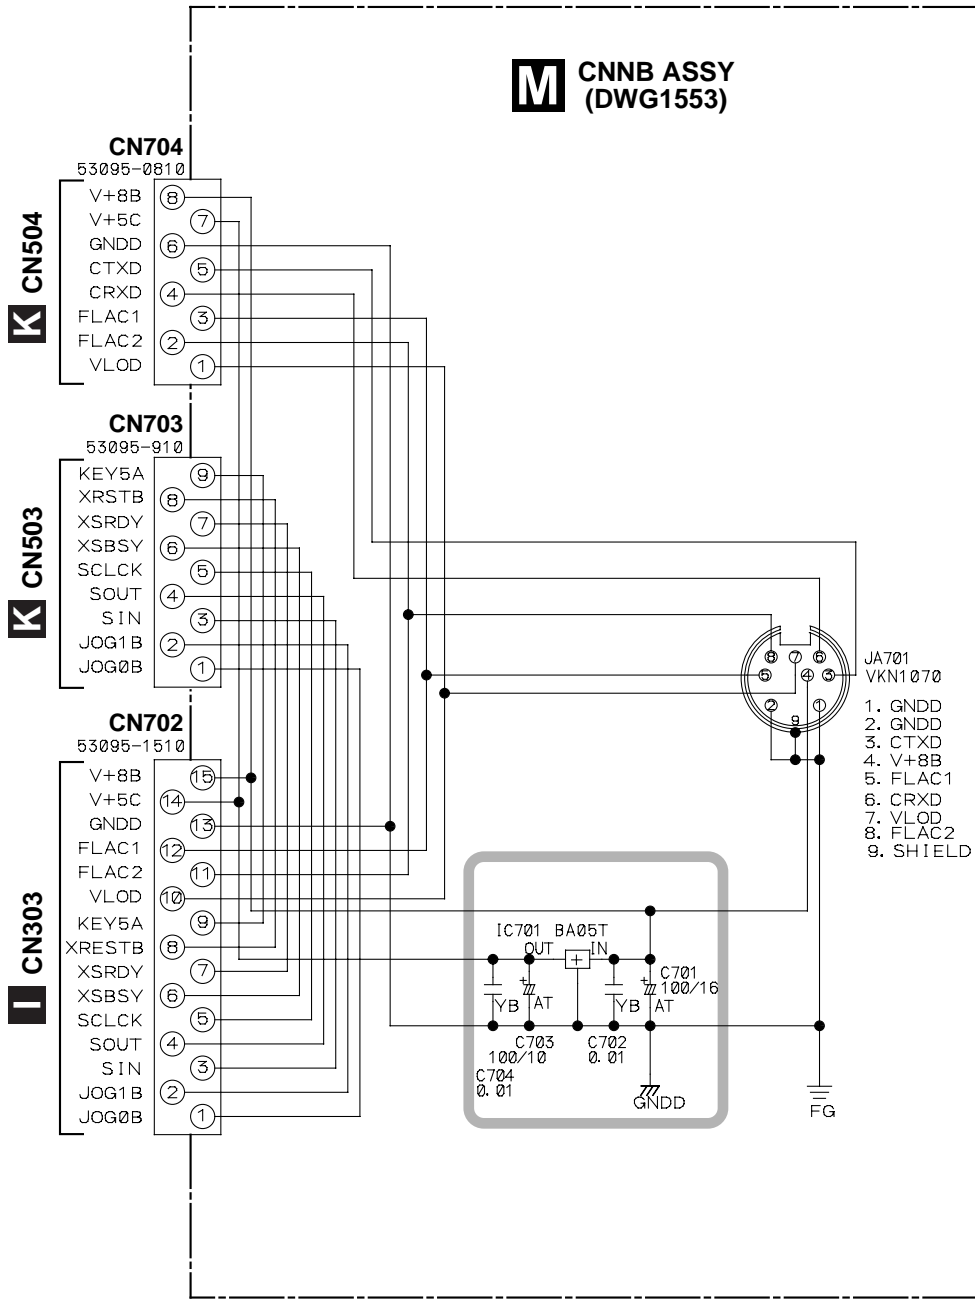 M CNNB ASSY
(DWG1553)
CN704
53095-0810
K CN504
V+8B 8
V+5C 7
GNDD 6
CTXD 5
CRXD 4
FLAC1 3
FLAC2 2
VLOD 1
CN703
53095-910
K CN503
KEY5A 9
XRSTB 8
XSRDY 7
XSBSY 6
SCLCK 5
SOUT 4
SIN 3
JOG1B 2
JOG0B 1
CN702
53095-1510
I CN303
V+8B 15
V+5C 14
GNDD 13
FLAC1 12
FLAC2 11
VLOD 10
KEY5A 9
XRESTB 8
XSRDY 7
XSBSY 6
SCLCK 5
SOUT 4
SIN 3
JOG1B 2
JOG0B 1
8 7 6
5 4 3
2 1
9
JA701
VKN1070
1. GNDD
2. GNDD
3. CTXD
4. V+8B
5. FLAC1
6. CRXD
7. VLOD
8. FLAC2
9. SHIELD
IC701 BA05T
OUT + IN
C701
100/16
+ YB AT YB + AT
C703
100/10
C702
0.01
C704
0.01
GNDD
FG